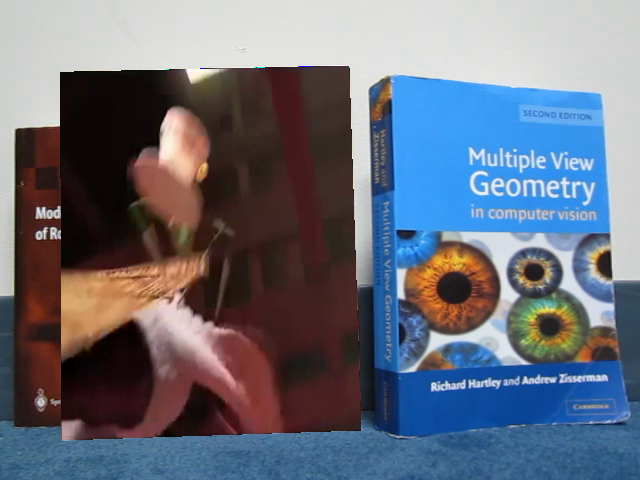 Mod
of Ro
Hartley and
Zisserman
Multiple View Geometry
SECOND EDITION
Multiple View
Geometry
in computer vision
Richard Hartley and Andrew Zisserman
CAMBRIDGE